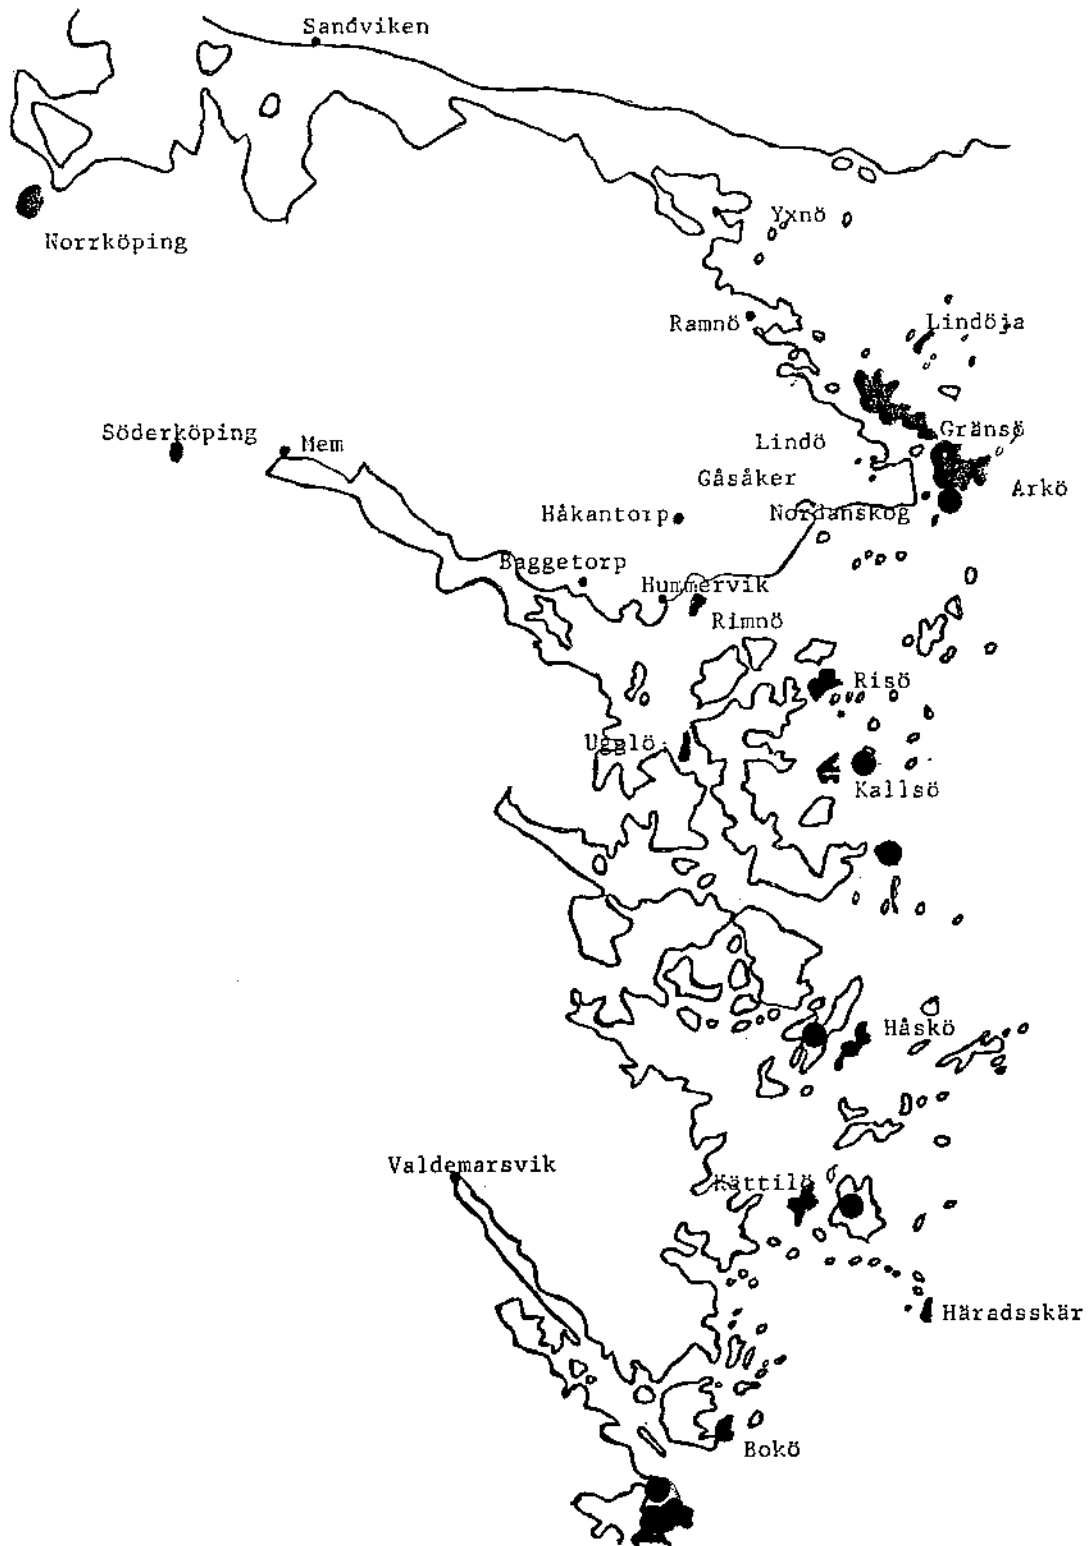 Sandviken
Norrköping
Yxnö
Ramnö
Lindöja
Söderköping
Mem
Gränsö
Lindö
Gåsåker
Arkö
Håkantorp
Nordanskog
Baggetorp
Hummervik
Rimnö
Risö
Ugglö
Kallsö
Håskö
Valdemarsvik
Kättilö
Häradsskär
Bokö